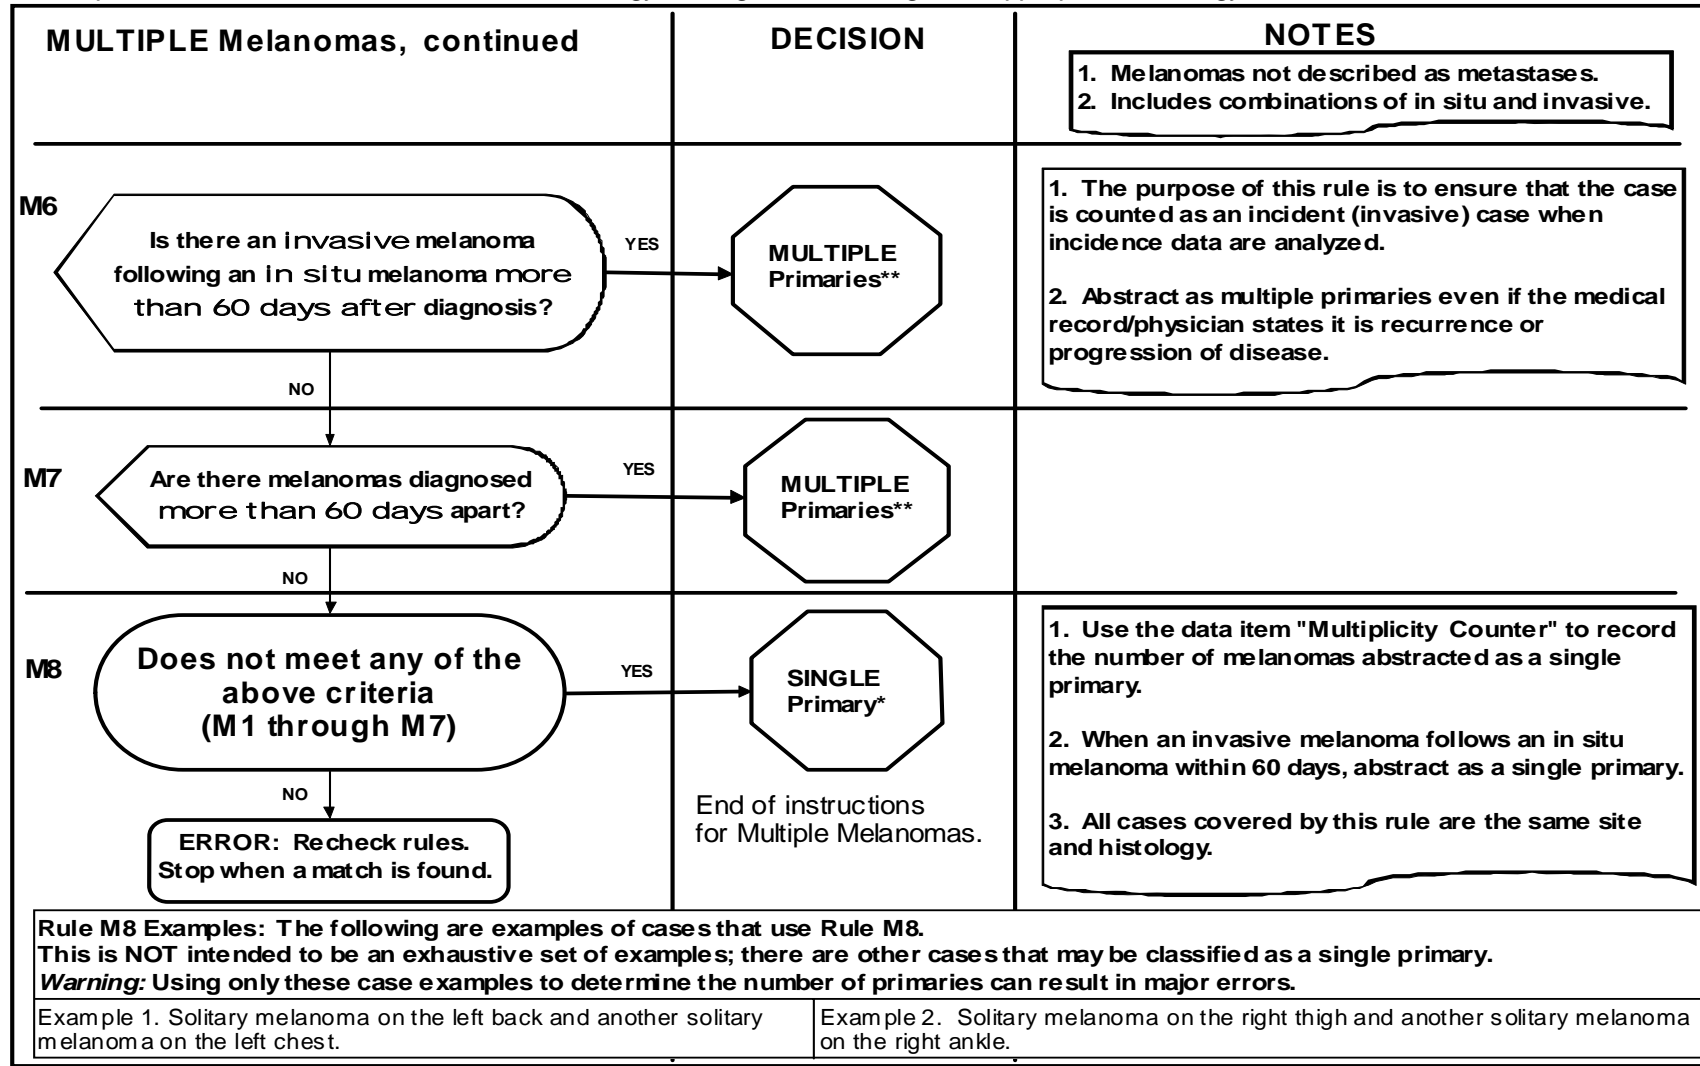 MULTIPLE Melanomas, continued
DECISION
NOTES
1. Melanomas not described as metastases.
2. Includes combinations of in situ and invasive.
M6
Is there an invasive melanoma
following an in situ melanoma more
than 60 days after diagnosis?
YES
MULTIPLE
Primaries**
1. The purpose of this rule is to ensure that the case
is counted as an incident (invasive) case when
incidence data are analyzed.
2. Abstract as multiple primaries even if the medical
record/physician states it is recurrence or
progression of disease.
NO
M7
Are there melanomas diagnosed
more than 60 days apart?
YES
MULTIPLE
Primaries**
NO
M8
Does not meet any of the
above criteria
(M1 through M7)
YES
SINGLE
Primary*
1. Use the data item "Multiplicity Counter" to record
the number of melanomas abstracted as a single
primary.
2. When an invasive melanoma follows an in situ
melanoma within 60 days, abstract as a single primary.
3. All cases covered by this rule are the same site
and histology.
NO
ERROR: Recheck rules.
Stop when a match is found.
End of instructions
for Multiple Melanomas.
Rule M8 Examples: The following are examples of cases that use Rule M8.
This is NOT intended to be an exhaustive set of examples; there are other cases that may be classified as a single primary.
Warning: Using only these case examples to determine the number of primaries can result in major errors.
Example 1. Solitary melanoma on the left back and another solitary
melanoma on the left chest.
Example 2. Solitary melanoma on the right thigh and another solitary melanoma
on the right ankle.